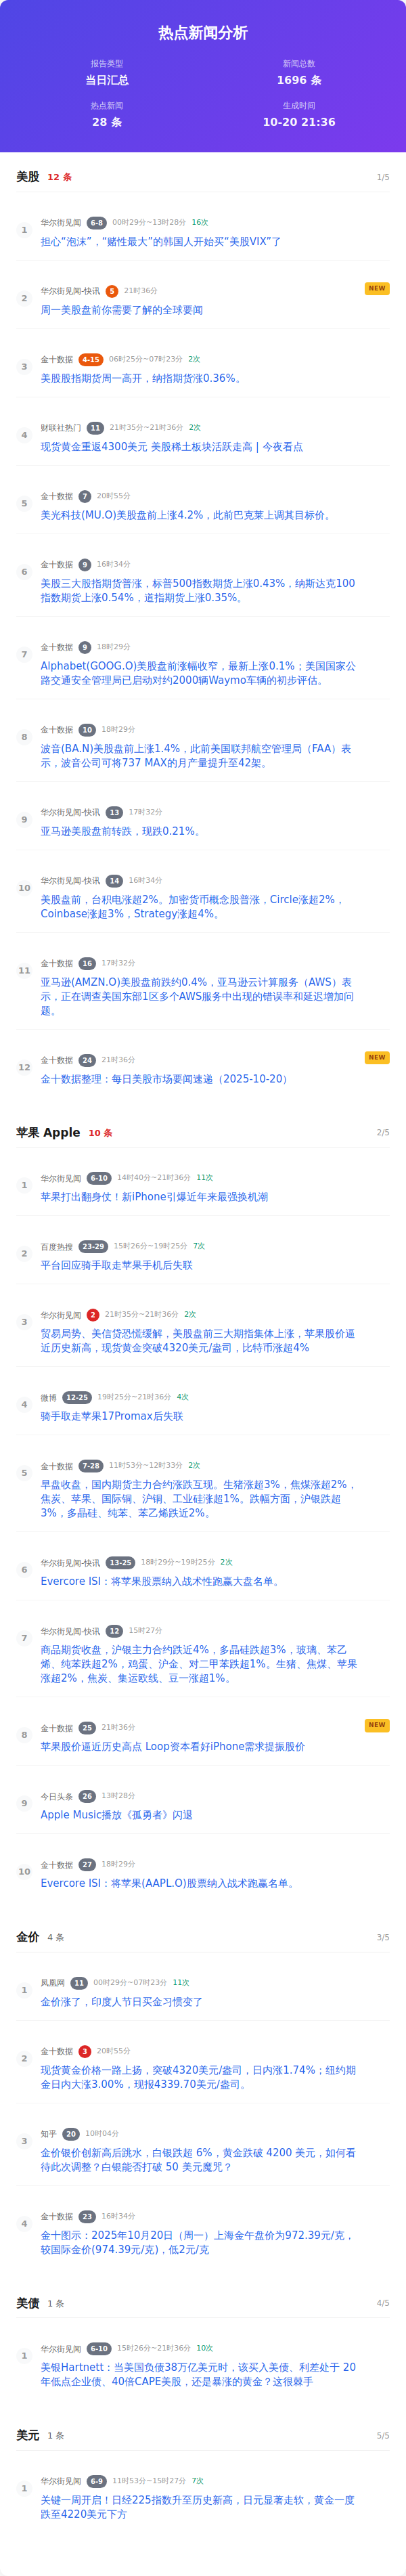 热点新闻分析
报告类型
新闻总数
当日汇总
1696 条
热点新闻
生成时间
28 条
10-20 21:36
美股 12 条 1/5
1
华尔街见闻 6-8 00时29分~13时28分 16次
担心“泡沫”，“赌性最大”的韩国人开始买“美股VIX”了
2
华尔街见闻-快讯 5 21时36分 NEW
周一美股盘前你需要了解的全球要闻
3
金十数据 4-15 06时25分~07时23分 2次
美股股指期货周一高开，纳指期货涨0.36%。
4
财联社热门 11 21时35分~21时36分 2次
现货黄金重返4300美元 美股稀土板块活跃走高 | 今夜看点
5
金十数据 7 20时55分
美光科技(MU.O)美股盘前上涨4.2%，此前巴克莱上调其目标价。
6
金十数据 9 16时34分
美股三大股指期货普涨，标普500指数期货上涨0.43%，纳斯达克100
指数期货上涨0.54%，道指期货上涨0.35%。
7
金十数据 9 18时29分
Alphabet(GOOG.O)美股盘前涨幅收窄，最新上涨0.1%；美国国家公
路交通安全管理局已启动对约2000辆Waymo车辆的初步评估。
8
金十数据 10 18时29分
波音(BA.N)美股盘前上涨1.4%，此前美国联邦航空管理局（FAA）表
示，波音公司可将737 MAX的月产量提升至42架。
9
华尔街见闻-快讯 13 17时32分
亚马逊美股盘前转跌，现跌0.21%。
10
华尔街见闻-快讯 14 16时34分
美股盘前，台积电涨超2%。加密货币概念股普涨，Circle涨超2%，
Coinbase涨超3%，Strategy涨超4%。
11
金十数据 16 17时32分
亚马逊(AMZN.O)美股盘前跌约0.4%，亚马逊云计算服务（AWS）表
示，正在调查美国东部1区多个AWS服务中出现的错误率和延迟增加问
题。
12
金十数据 24 21时36分 NEW
金十数据整理：每日美股市场要闻速递（2025-10-20）
苹果 Apple 10 条 2/5
1
华尔街见闻 6-10 14时40分~21时36分 11次
苹果打出翻身仗！新iPhone引爆近年来最强换机潮
2
百度热搜 23-29 15时26分~19时25分 7次
平台回应骑手取走苹果手机后失联
3
华尔街见闻 2 21时35分~21时36分 2次
贸易局势、美信贷恐慌缓解，美股盘前三大期指集体上涨，苹果股价逼
近历史新高，现货黄金突破4320美元/盎司，比特币涨超4%
4
微博 12-25 19时25分~21时36分 4次
骑手取走苹果17Promax后失联
5
金十数据 7-28 11时53分~12时33分 2次
早盘收盘，国内期货主力合约涨跌互现。生猪涨超3%，焦煤涨超2%，
焦炭、苹果、国际铜、沪铜、工业硅涨超1%。跌幅方面，沪银跌超
3%，多晶硅、纯苯、苯乙烯跌近2%。
6
华尔街见闻-快讯 13-25 18时29分~19时25分 2次
Evercore ISI：将苹果股票纳入战术性跑赢大盘名单。
7
华尔街见闻-快讯 12 15时27分
商品期货收盘，沪银主力合约跌近4%，多晶硅跌超3%，玻璃、苯乙
烯、纯苯跌超2%，鸡蛋、沪金、对二甲苯跌超1%。生猪、焦煤、苹果
涨超2%，焦炭、集运欧线、豆一涨超1%。
8
金十数据 25 21时36分 NEW
苹果股价逼近历史高点 Loop资本看好iPhone需求提振股价
9
今日头条 26 13时28分
Apple Music播放《孤勇者》闪退
10
金十数据 27 18时29分
Evercore ISI：将苹果(AAPL.O)股票纳入战术跑赢名单。
金价 4 条 3/5
1
凤凰网 11 00时29分~07时23分 11次
金价涨了，印度人节日买金习惯变了
2
金十数据 3 20时55分
现货黄金价格一路上扬，突破4320美元/盎司，日内涨1.74%；纽约期
金日内大涨3.00%，现报4339.70美元/盎司。
3
知乎 20 10时04分
金价银价创新高后跳水，白银跌超 6%，黄金跌破 4200 美元，如何看
待此次调整？白银能否打破 50 美元魔咒？
4
金十数据 23 16时34分
金十图示：2025年10月20日（周一）上海金午盘价为972.39元/克，
较国际金价(974.39元/克)，低2元/克
美债 1 条 4/5
1
华尔街见闻 6-10 15时26分~21时36分 10次
美银Hartnett：当美国负债38万亿美元时，该买入美债、利差处于 20
年低点企业债、40倍CAPE美股，还是暴涨的黄金？这很棘手
美元 1 条 5/5
1
华尔街见闻 6-9 11时53分~15时27分 7次
关键一周开启！日经225指数升至历史新高，日元显著走软，黄金一度
跌至4220美元下方